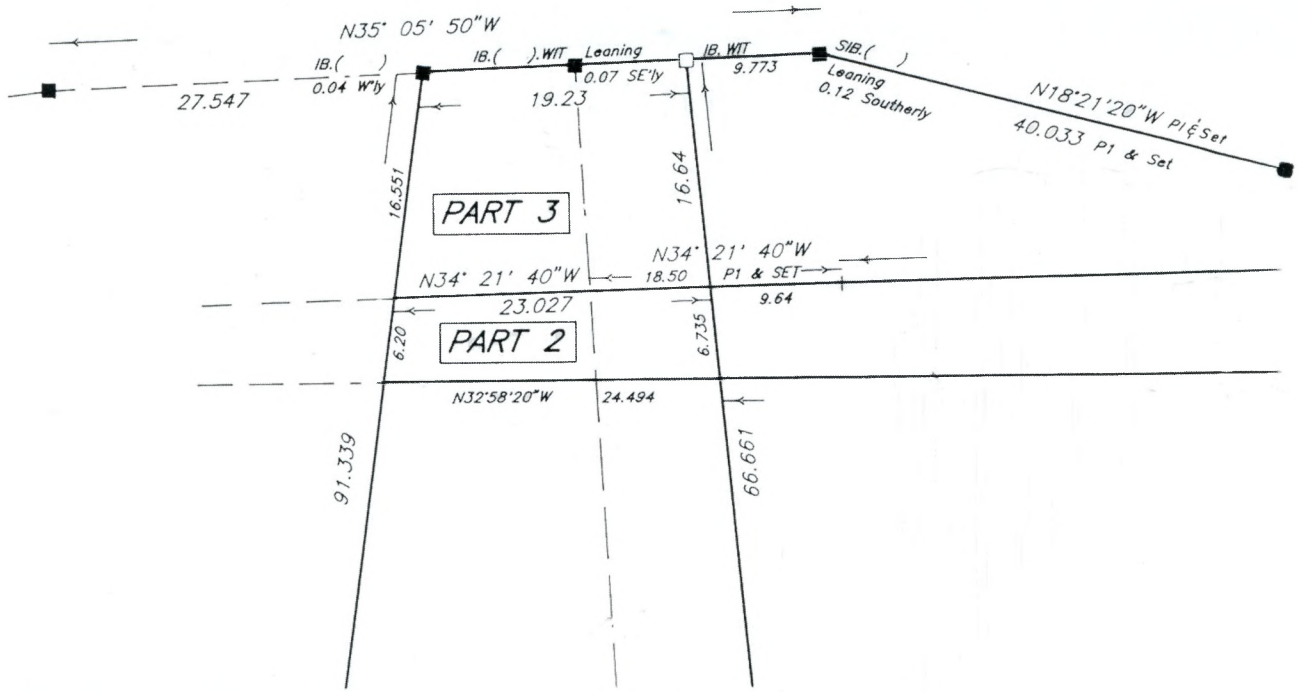 N35° 05' 50"W
IB.( )
0.04 W'ly
IB.( ).WIT
Leaning
0.07 SE'ly
IB. WIT
9.773
SIB.( )
Leaning
0.12 Southerly
N18°21'20"W P1 & Set
40.033 P1 & Set
27.547
19.23
16.551
16.64
PART 3
N34° 21' 40"W
18.50 P1 & SET
N34° 21' 40"W
23.027
9.64
6.20
PART 2
6.735
N32°58'20"W 24.494
91.339
66.661